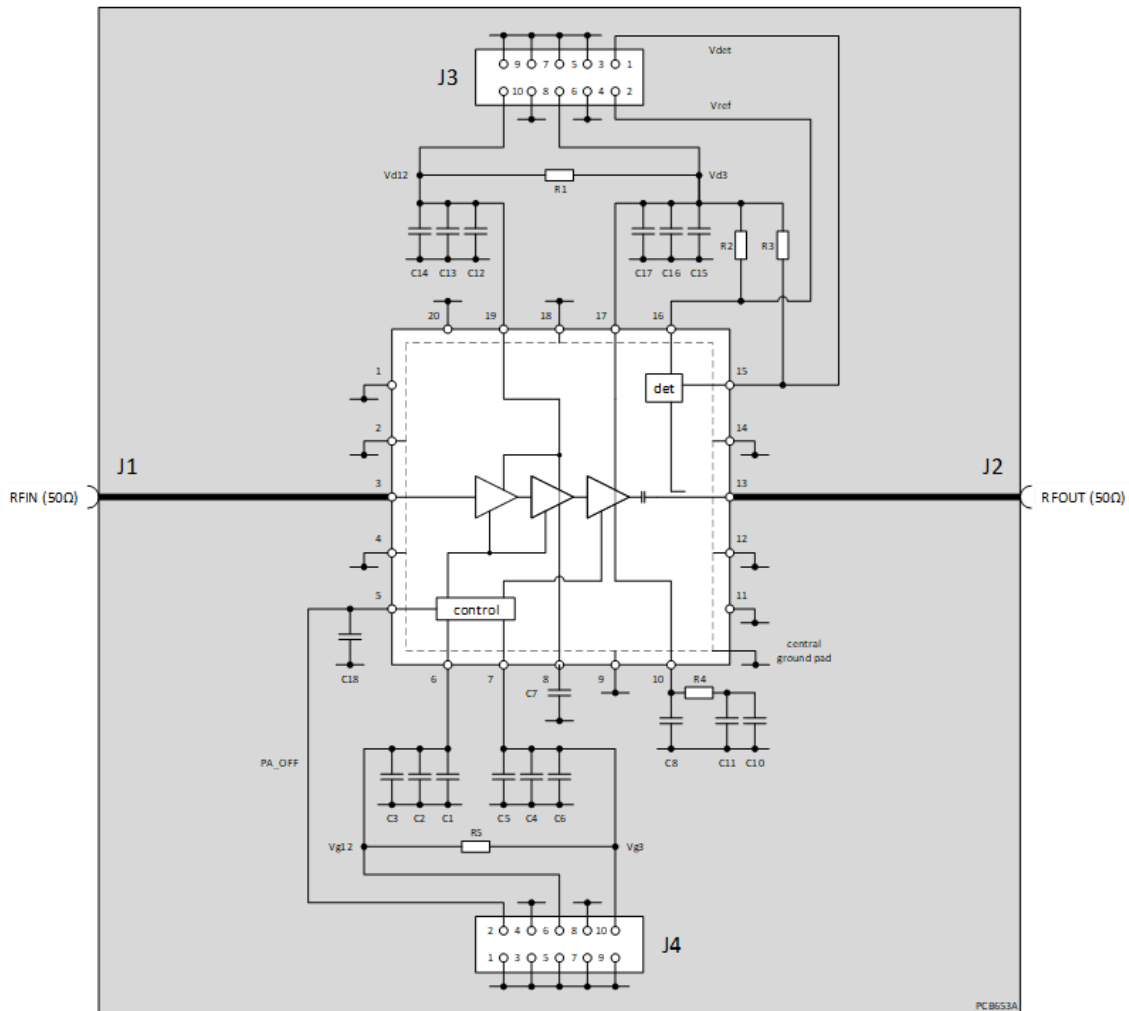 Vdet
9 7 5 3 1
J3
10 8 6 4 2
Vref
Vd12
R1
Vd3
R2
R3
C14 C13 C12
C17 C16 C15
20 19 18 17 16
1
15
det
2
14
J1
J2
RFIN (50Ω)
3
13
RFOUT (50Ω)
4
12
5
control
11
central
ground pad
C18
6 7 8 9 10
C7
R4
PA_OFF
C8 C11 C10
C3 C2 C1
C5 C4 C6
R5
Vg12
Vg3
2 4 6 8 10
J4
1 3 5 7 9
PCB653A